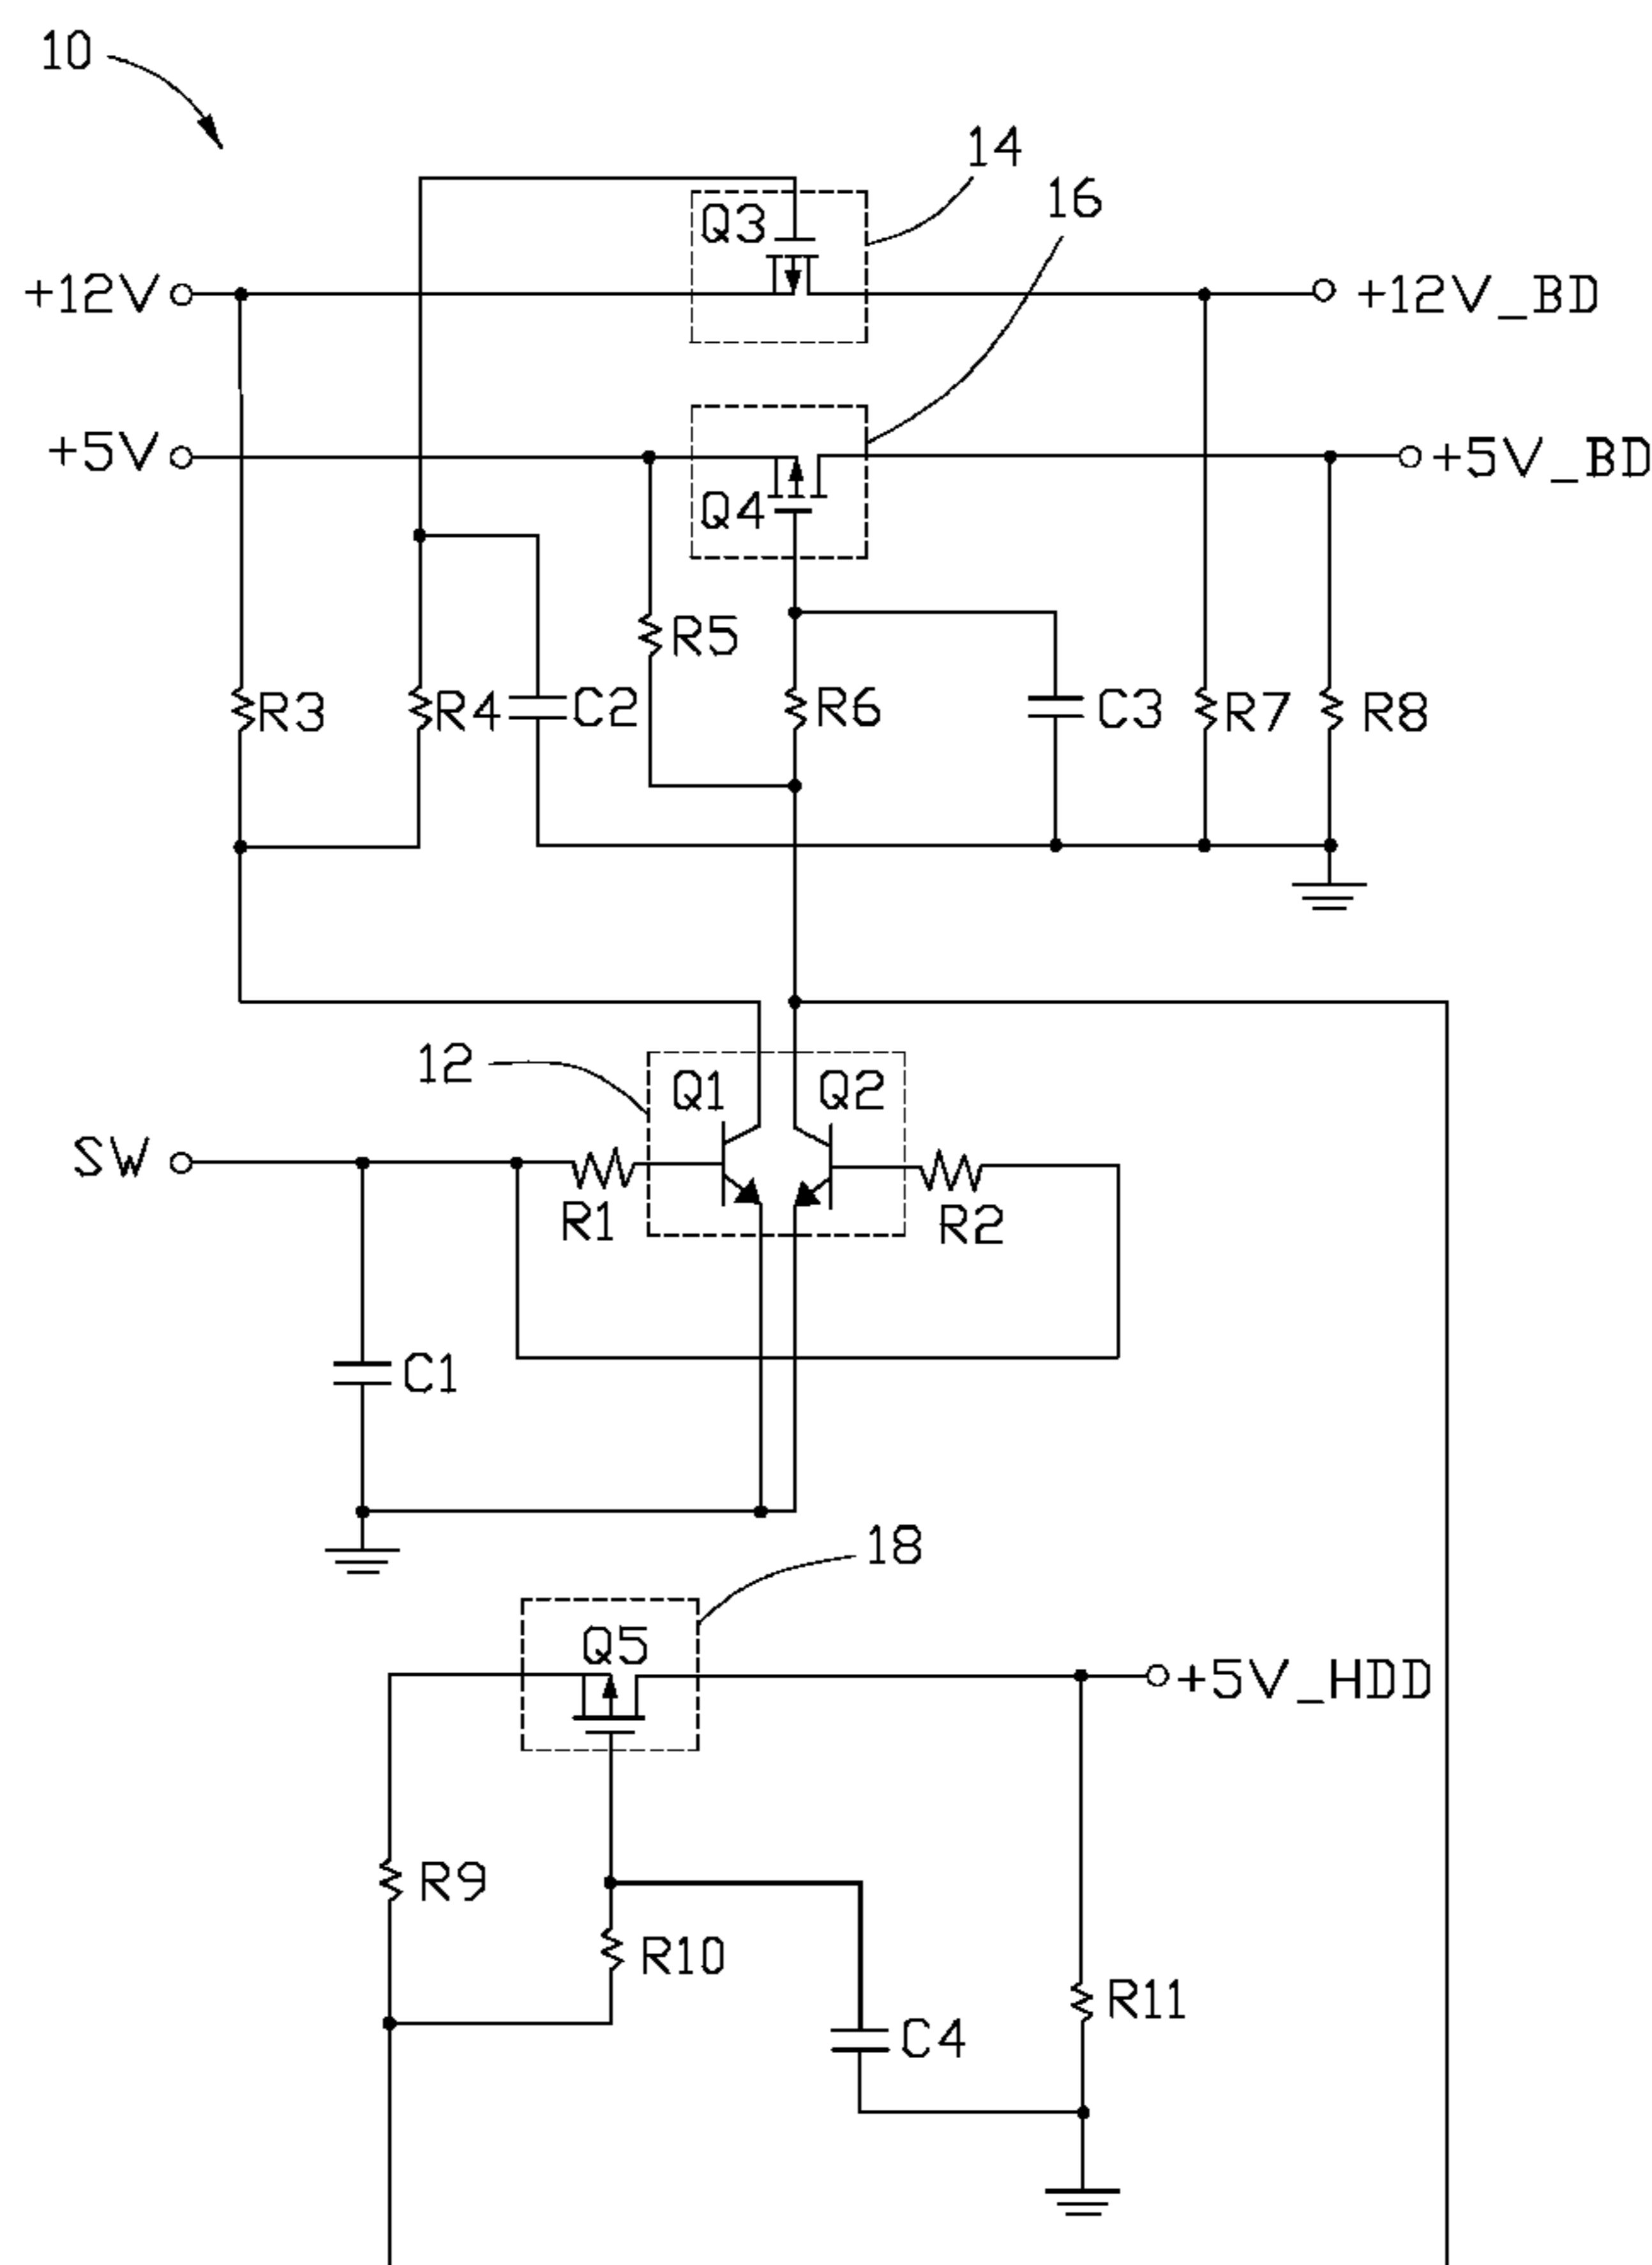 10
14
16
Q3
+12V
+12V_BD
+5V
+5V_BD
Q4
R5
R3
R4
C2
R6
C3
R7
R8
12
Q1
Q2
SW
R1
R2
C1
18
Q5
+5V_HDD
R9
R10
R11
C4